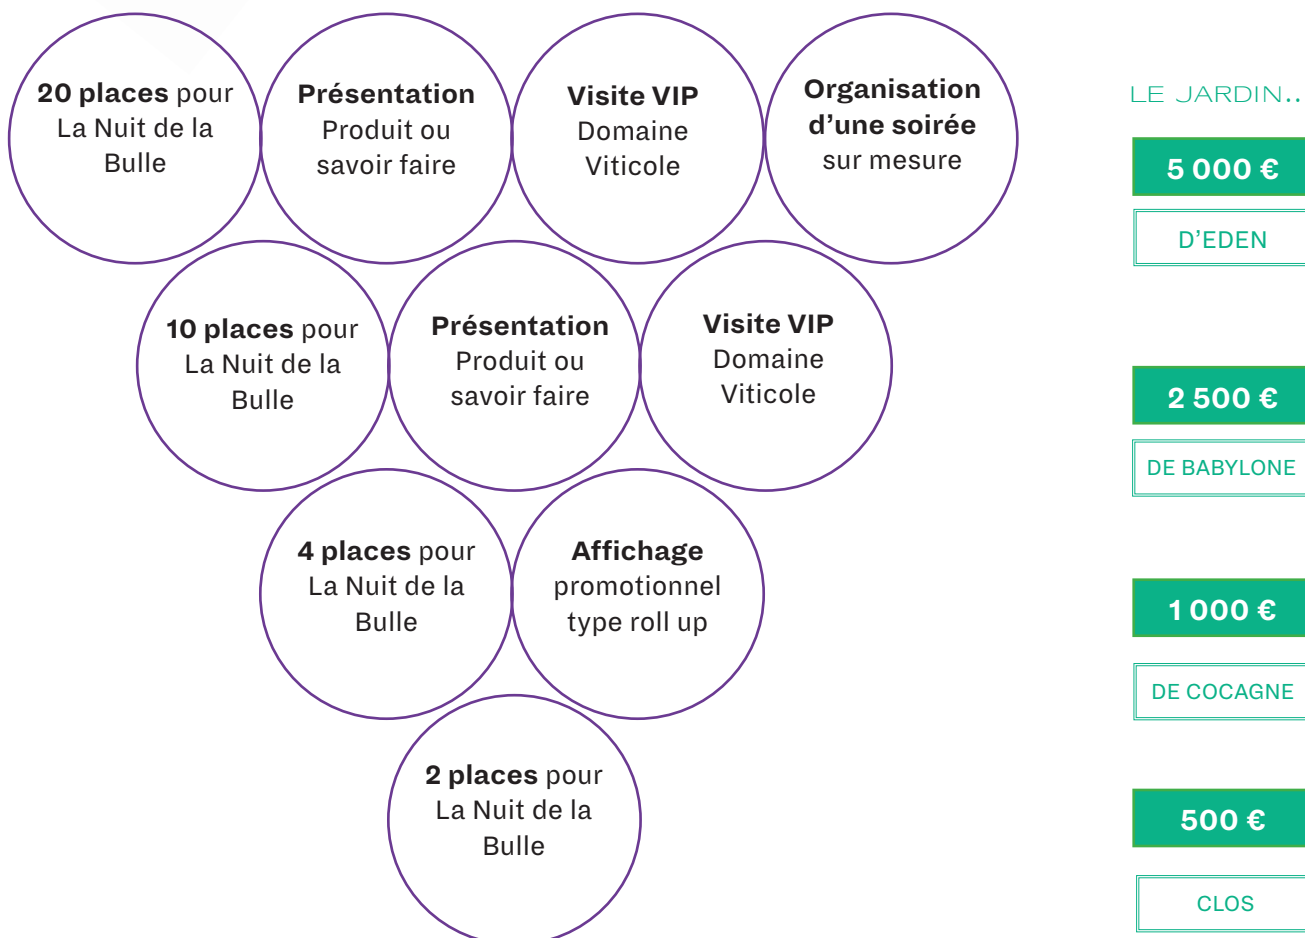 20 places pour
La Nuit de la
Bulle
Présentation
Produit ou
savoir faire
Visite VIP
Domaine
Viticole
Organisation
d’une soirée
sur mesure
LE JARDIN..
5 000 €
D’EDEN
10 places pour
La Nuit de la
Bulle
Présentation
Produit ou
savoir faire
Visite VIP
Domaine
Viticole
2 500 €
DE BABYLONE
4 places pour
La Nuit de la
Bulle
Affichage
promotionnel
type roll up
1 000 €
DE COCAGNE
2 places pour
La Nuit de la
Bulle
500 €
CLOS